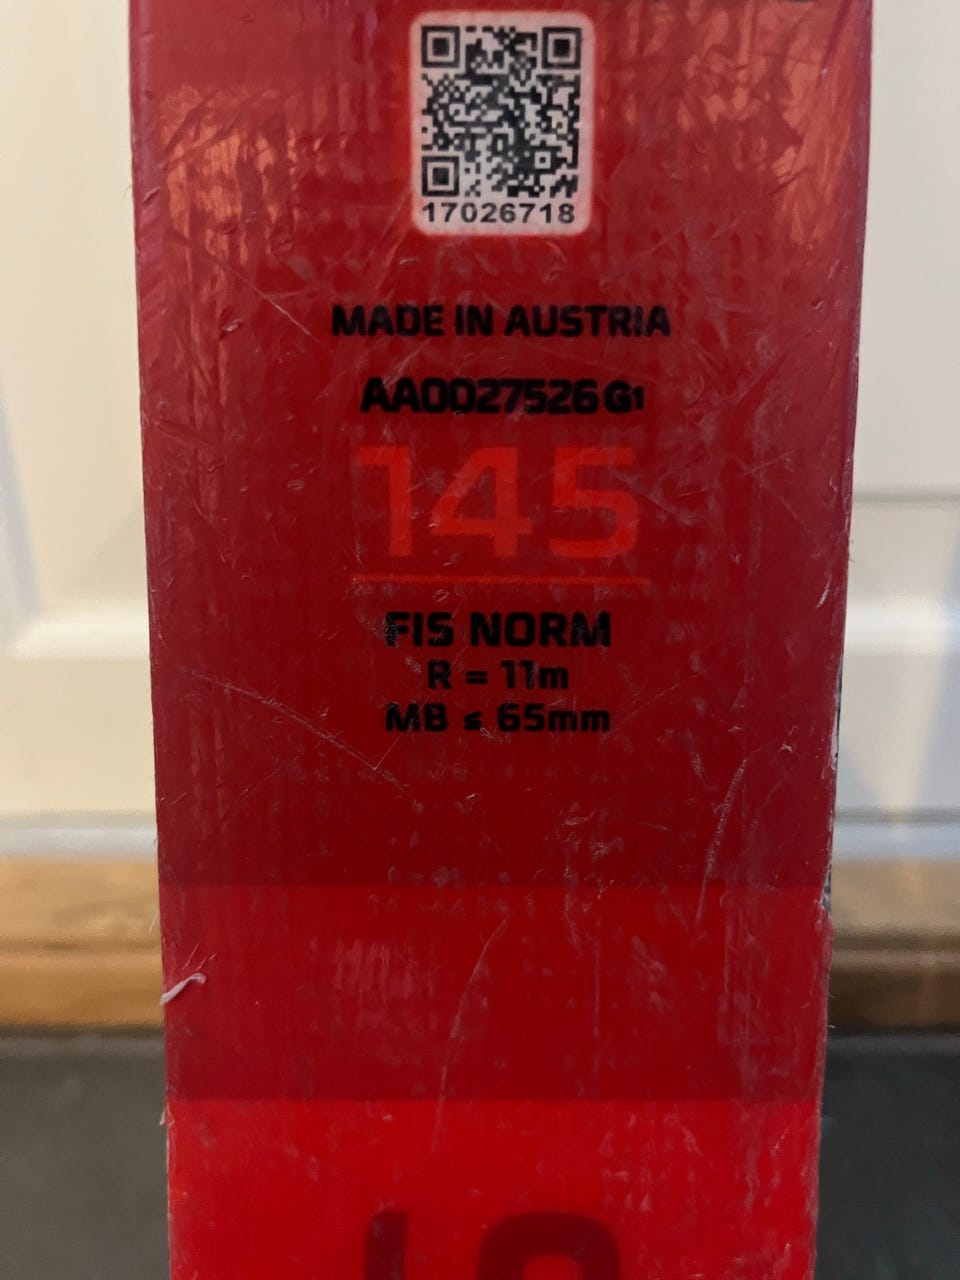 17026718
MADE IN AUSTRIA
AA0027526 G1
145
FIS NORM
R = 11m
MB ≤ 65mm